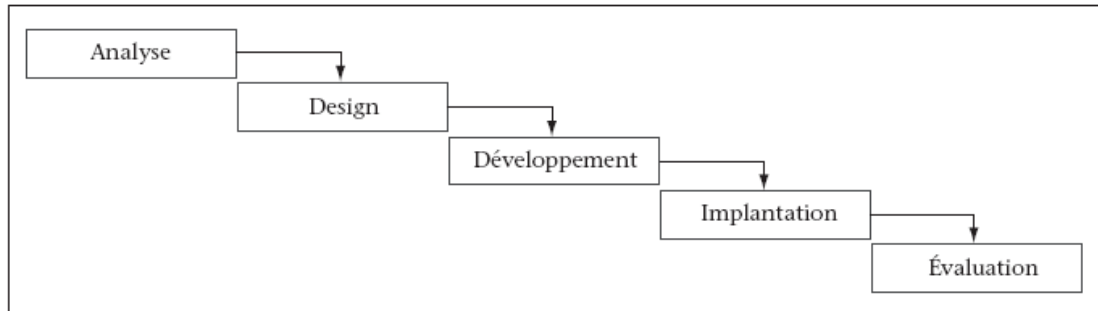 Analyse
Design
Développement
Implantation
Évaluation